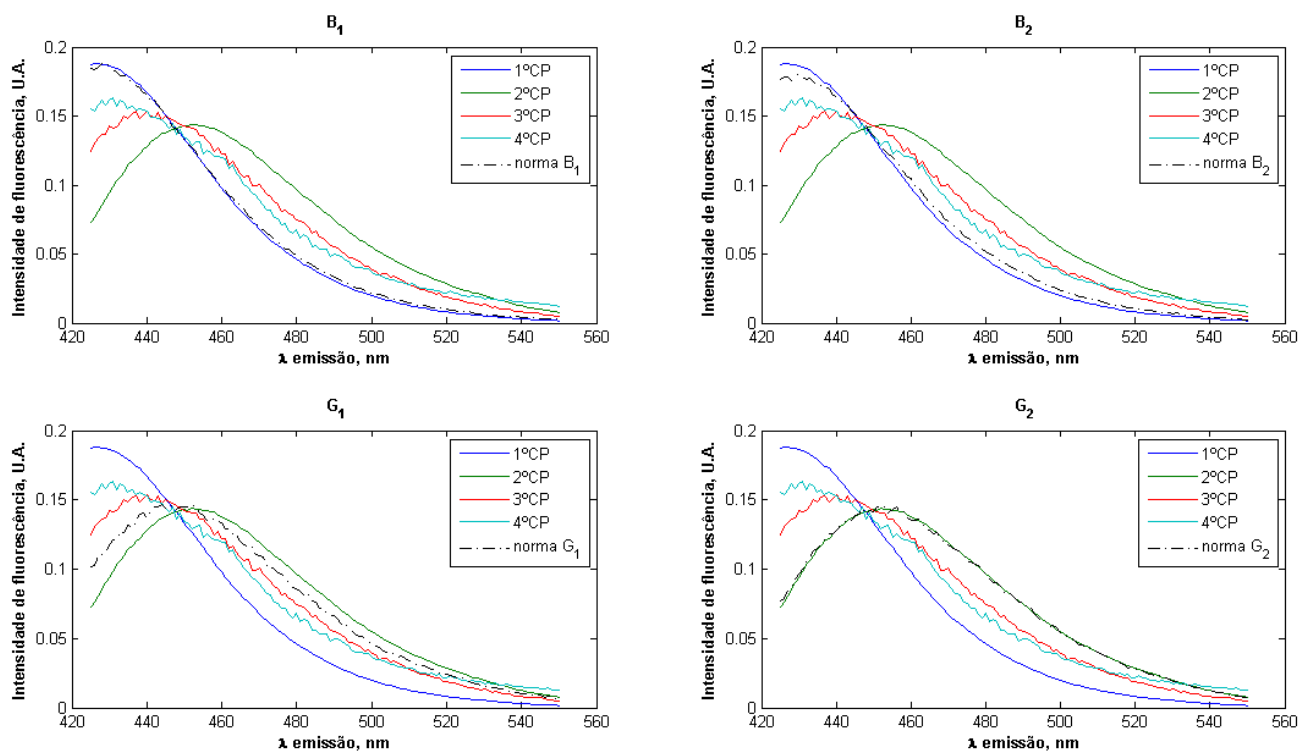 B1
Intensidade de fluorescência, U.A.
0.2
0.15
0.1
0.05
0
420 440 460 480 500 520 540 560
λ emissão, nm
1ºCP
2ºCP
3ºCP
4ºCP
norma B1
B2
Intensidade de fluorescência, U.A.
0.2
0.15
0.1
0.05
0
420 440 460 480 500 520 540 560
λ emissão, nm
1ºCP
2ºCP
3ºCP
4ºCP
norma B2
G1
Intensidade de fluorescência, U.A.
0.2
0.15
0.1
0.05
0
420 440 460 480 500 520 540 560
λ emissão, nm
1ºCP
2ºCP
3ºCP
4ºCP
norma G1
G2
Intensidade de fluorescência, U.A.
0.2
0.15
0.1
0.05
0
420 440 460 480 500 520 540 560
λ emissão, nm
1ºCP
2ºCP
3ºCP
4ºCP
norma G2